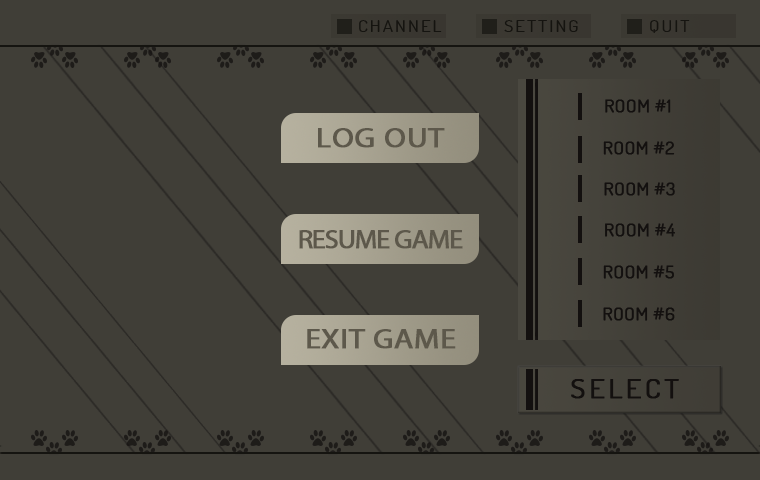 CHANNEL
SETTING
QUIT
LOG OUT
RESUME GAME
EXIT GAME
ROOM #1
ROOM #2
ROOM #3
ROOM #4
ROOM #5
ROOM #6
SELECT